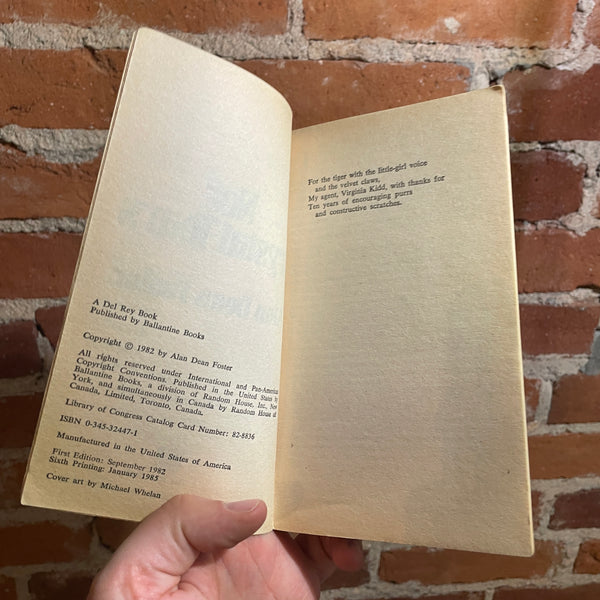 A Del Rey Book
Published by Ballantine Books
Copyright © 1982 by Alan Dean Foster
All rights reserved under International and Pan-American
Copyright Conventions. Published in the United States by
Ballantine Books, a division of Random House, Inc, New
York, and simultaneously in Canada by Random House of
Canada, Limited, Toronto, Canada.
Library of Congress Catalog Card Number: 82-8836
ISBN 0-345-32447-1
Manufactured in the United States of America
First Edition: September 1982
Sixth Printing: January 1985
Cover art by Michael Whelan
For the tiger with the little-girl voice
and the velvet claws,
My agent, Virginia Kidd, with thanks for
Ten years of encouraging purrs
and constructive scratches.